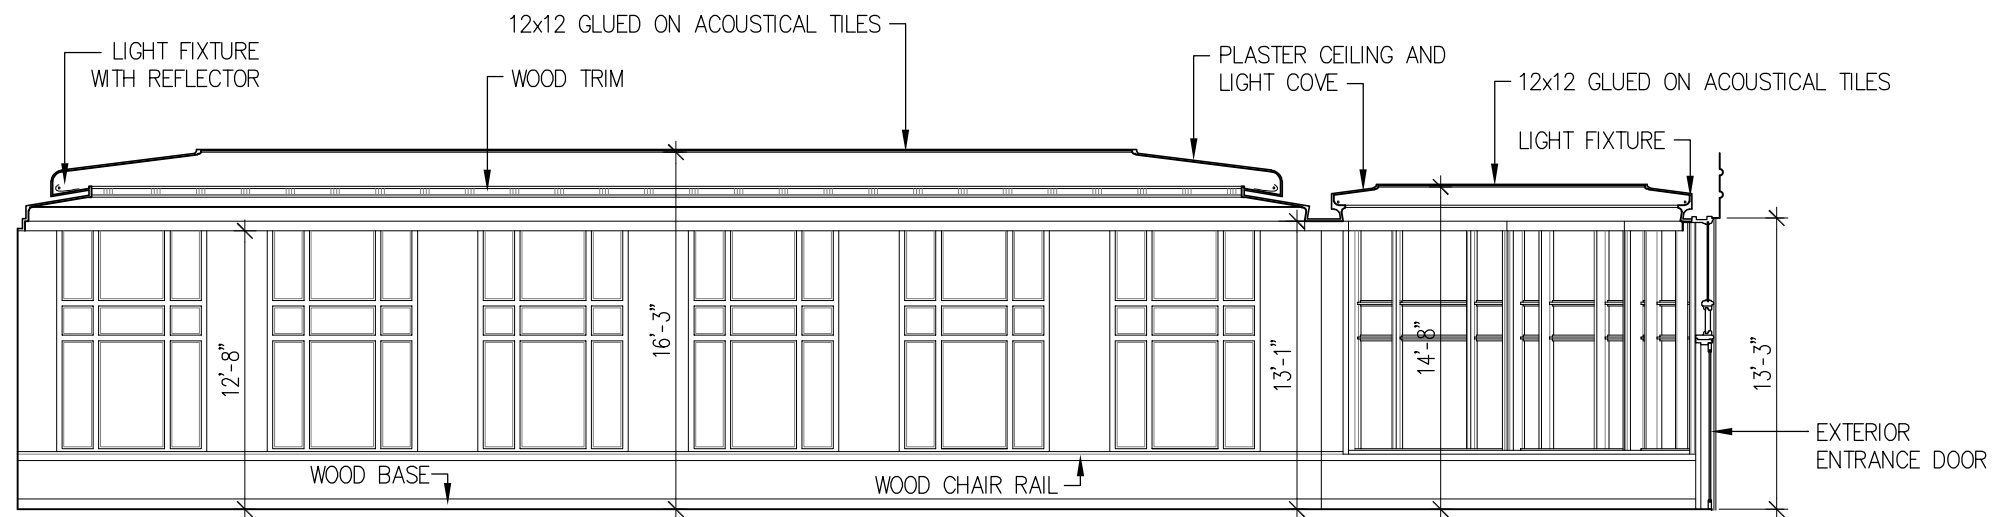 12x12 GLUED ON ACOUSTICAL TILES
LIGHT FIXTURE
WITH REFLECTOR
WOOD TRIM
PLASTER CEILING AND
LIGHT COVE
12x12 GLUED ON ACOUSTICAL TILES
LIGHT FIXTURE
12'-8"
16'-3"
13'-1"
14'-8"
13'-3"
EXTERIOR
ENTRANCE DOOR
WOOD BASE
WOOD CHAIR RAIL